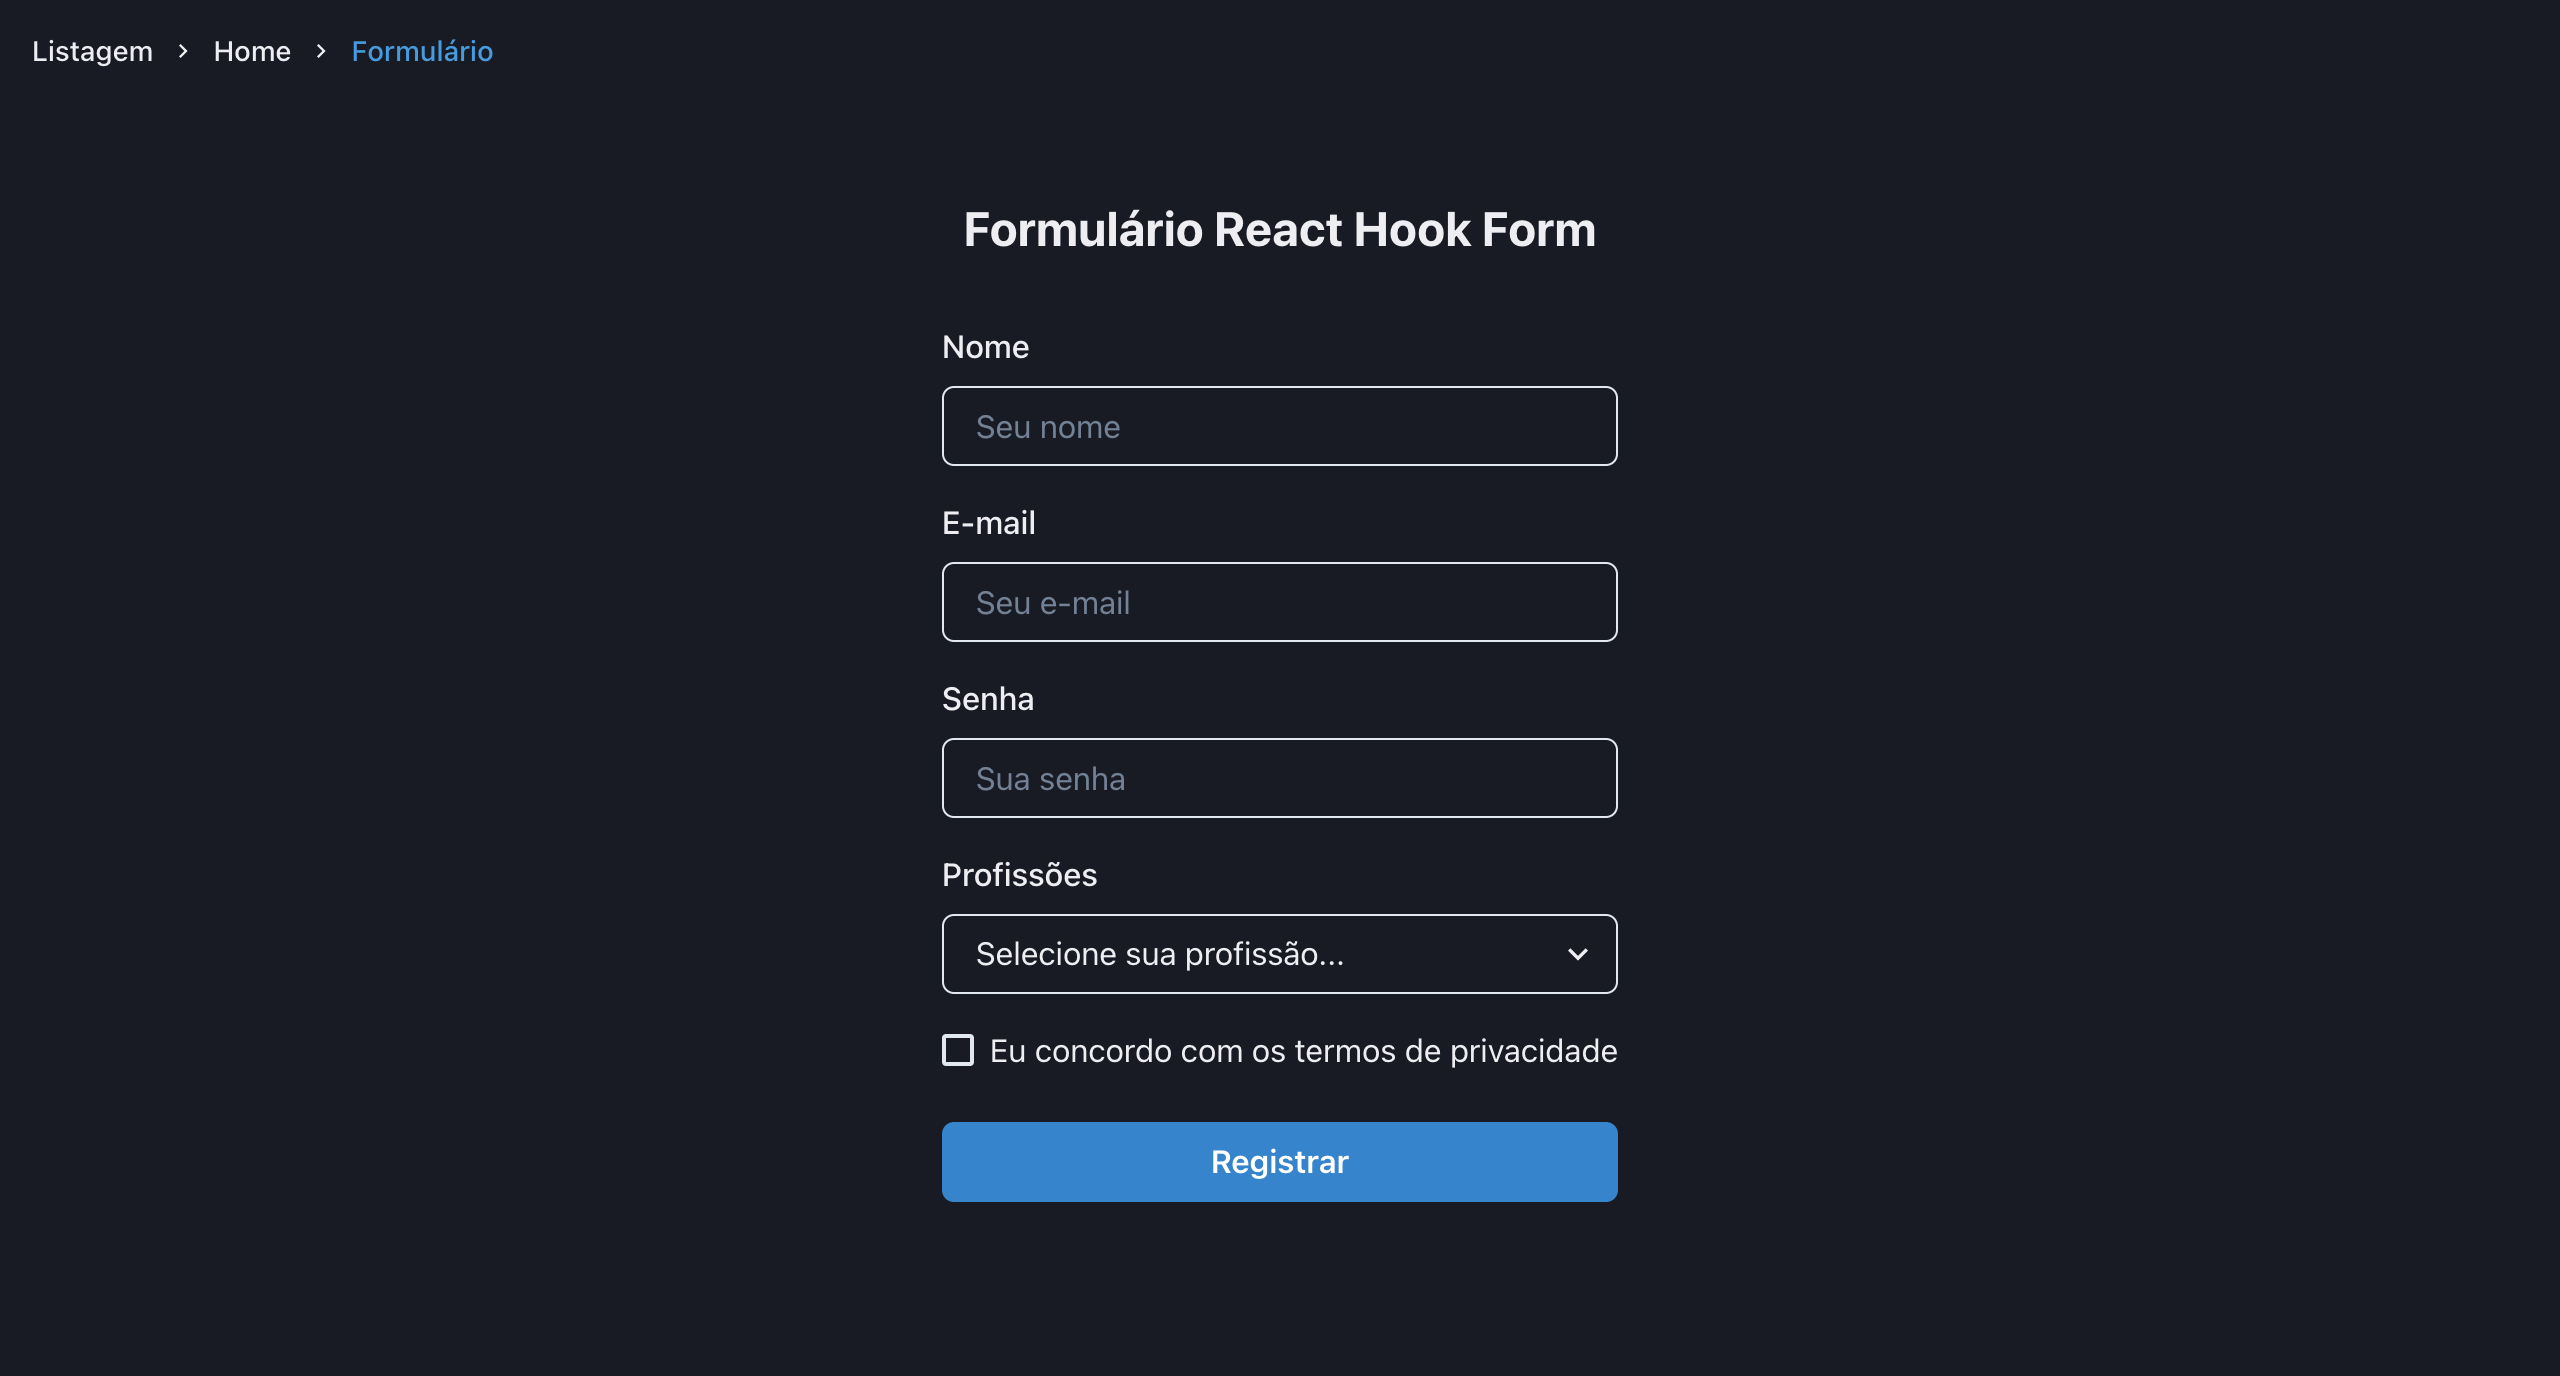 Listagem > Home > Formulário
Formulário React Hook Form
Nome
Seu nome
E-mail
Seu e-mail
Senha
Sua senha
Profissões
Selecione sua profissão...
Eu concordo com os termos de privacidade
Registrar